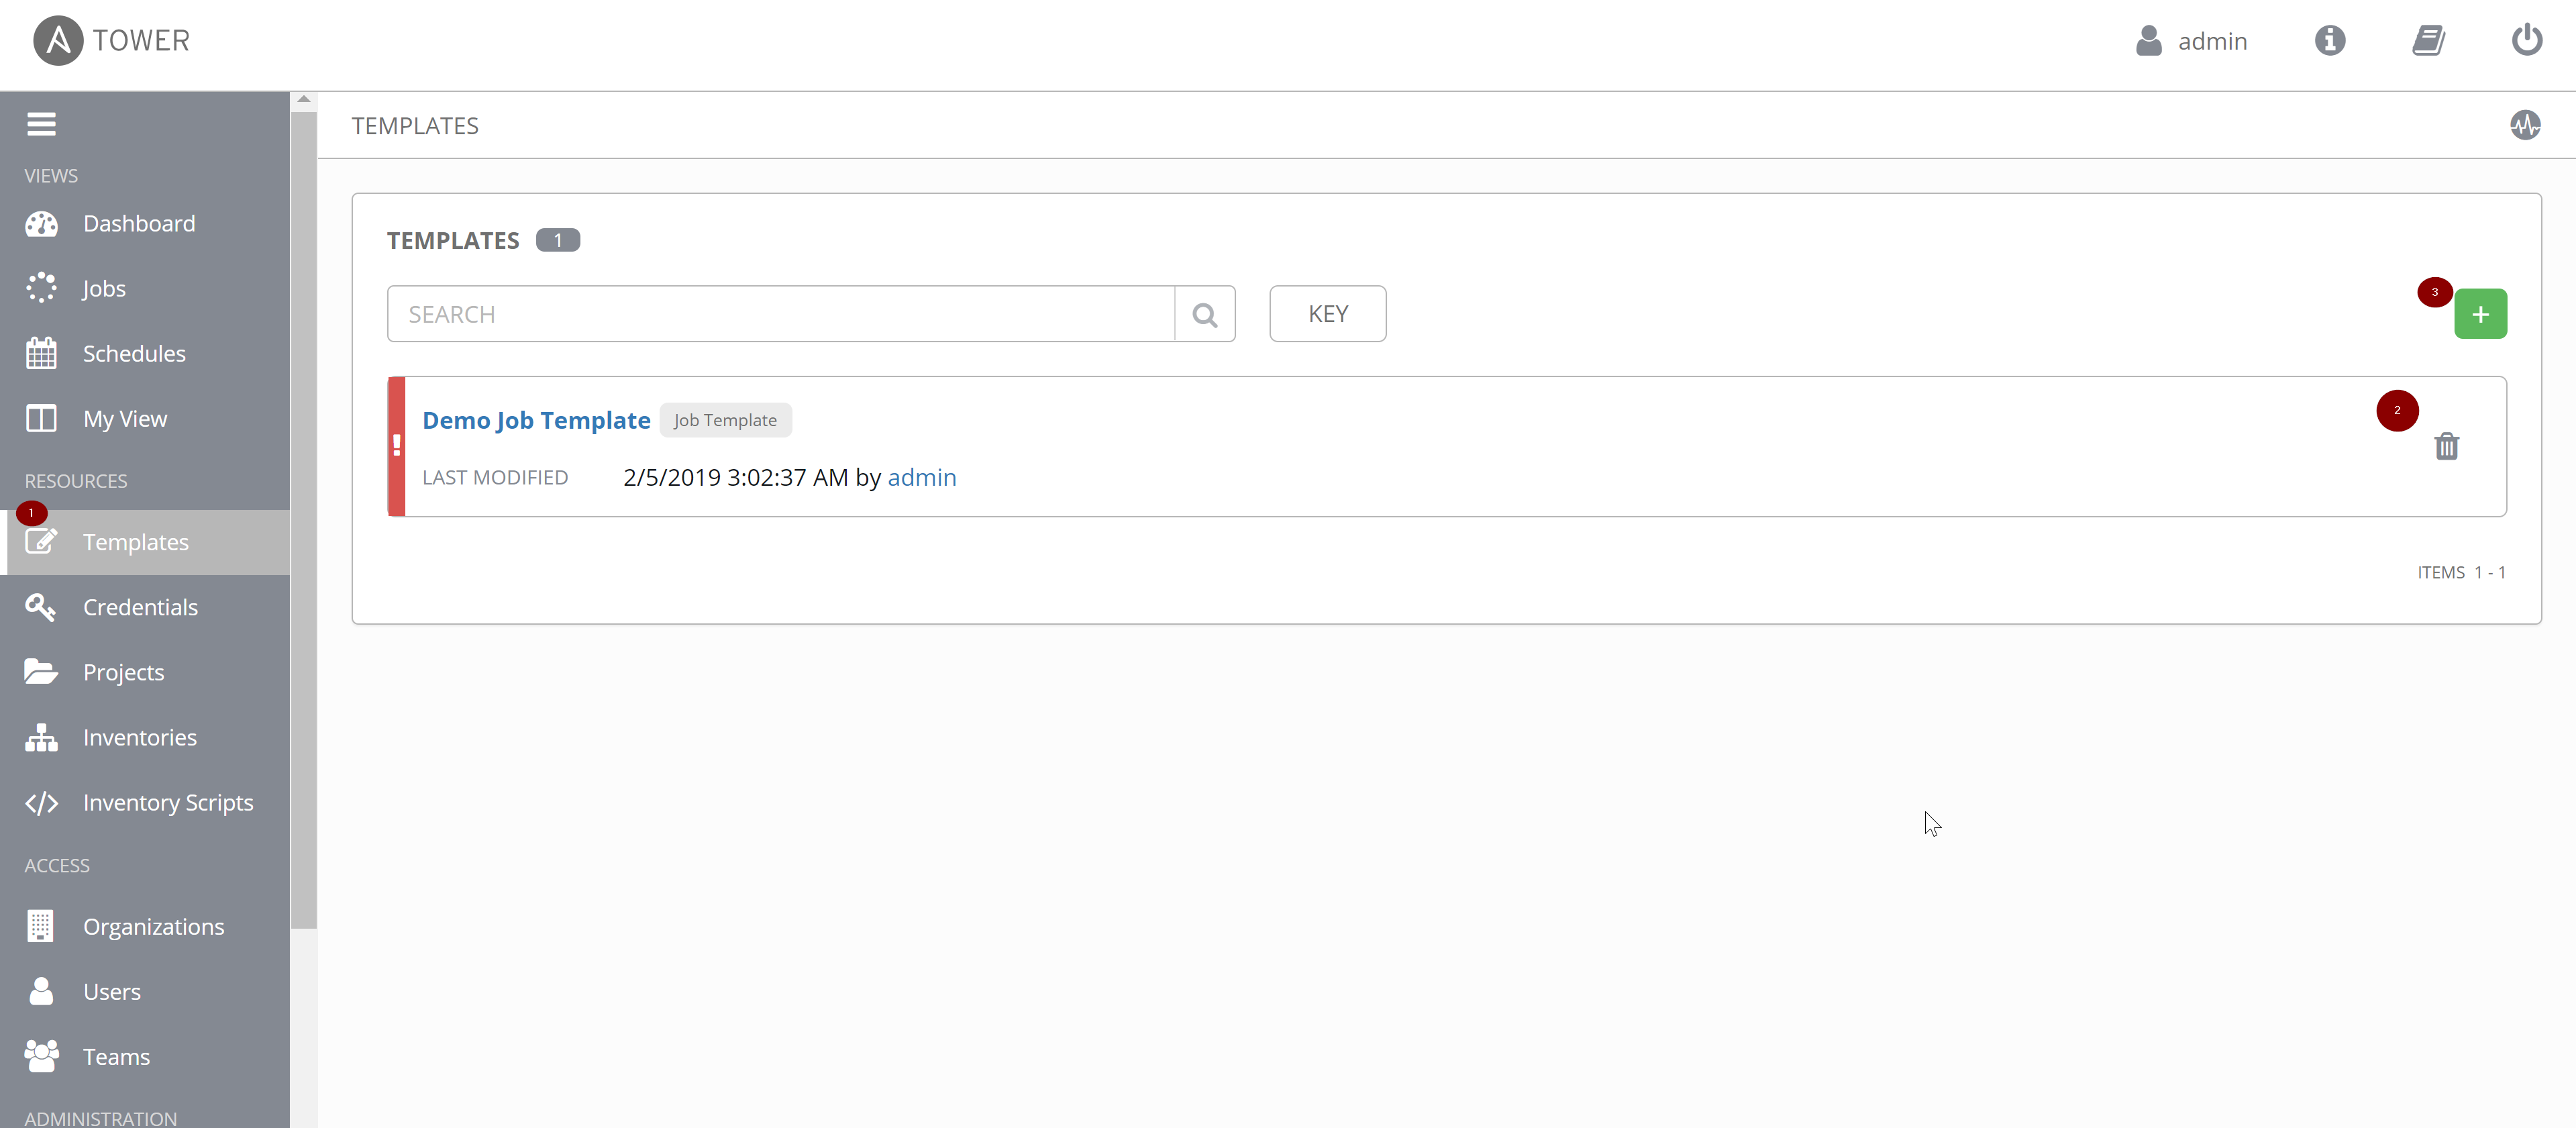 TOWER
admin
VIEWS
Dashboard
Jobs
Schedules
My View
RESOURCES
1
Templates
Credentials
Projects
Inventories
Inventory Scripts
ACCESS
Organizations
Users
Teams
ADMINISTRATION
TEMPLATES
TEMPLATES 1
SEARCH
KEY
3
+
!
Demo Job Template Job Template
2
LAST MODIFIED 2/5/2019 3:02:37 AM by admin
ITEMS 1 - 1